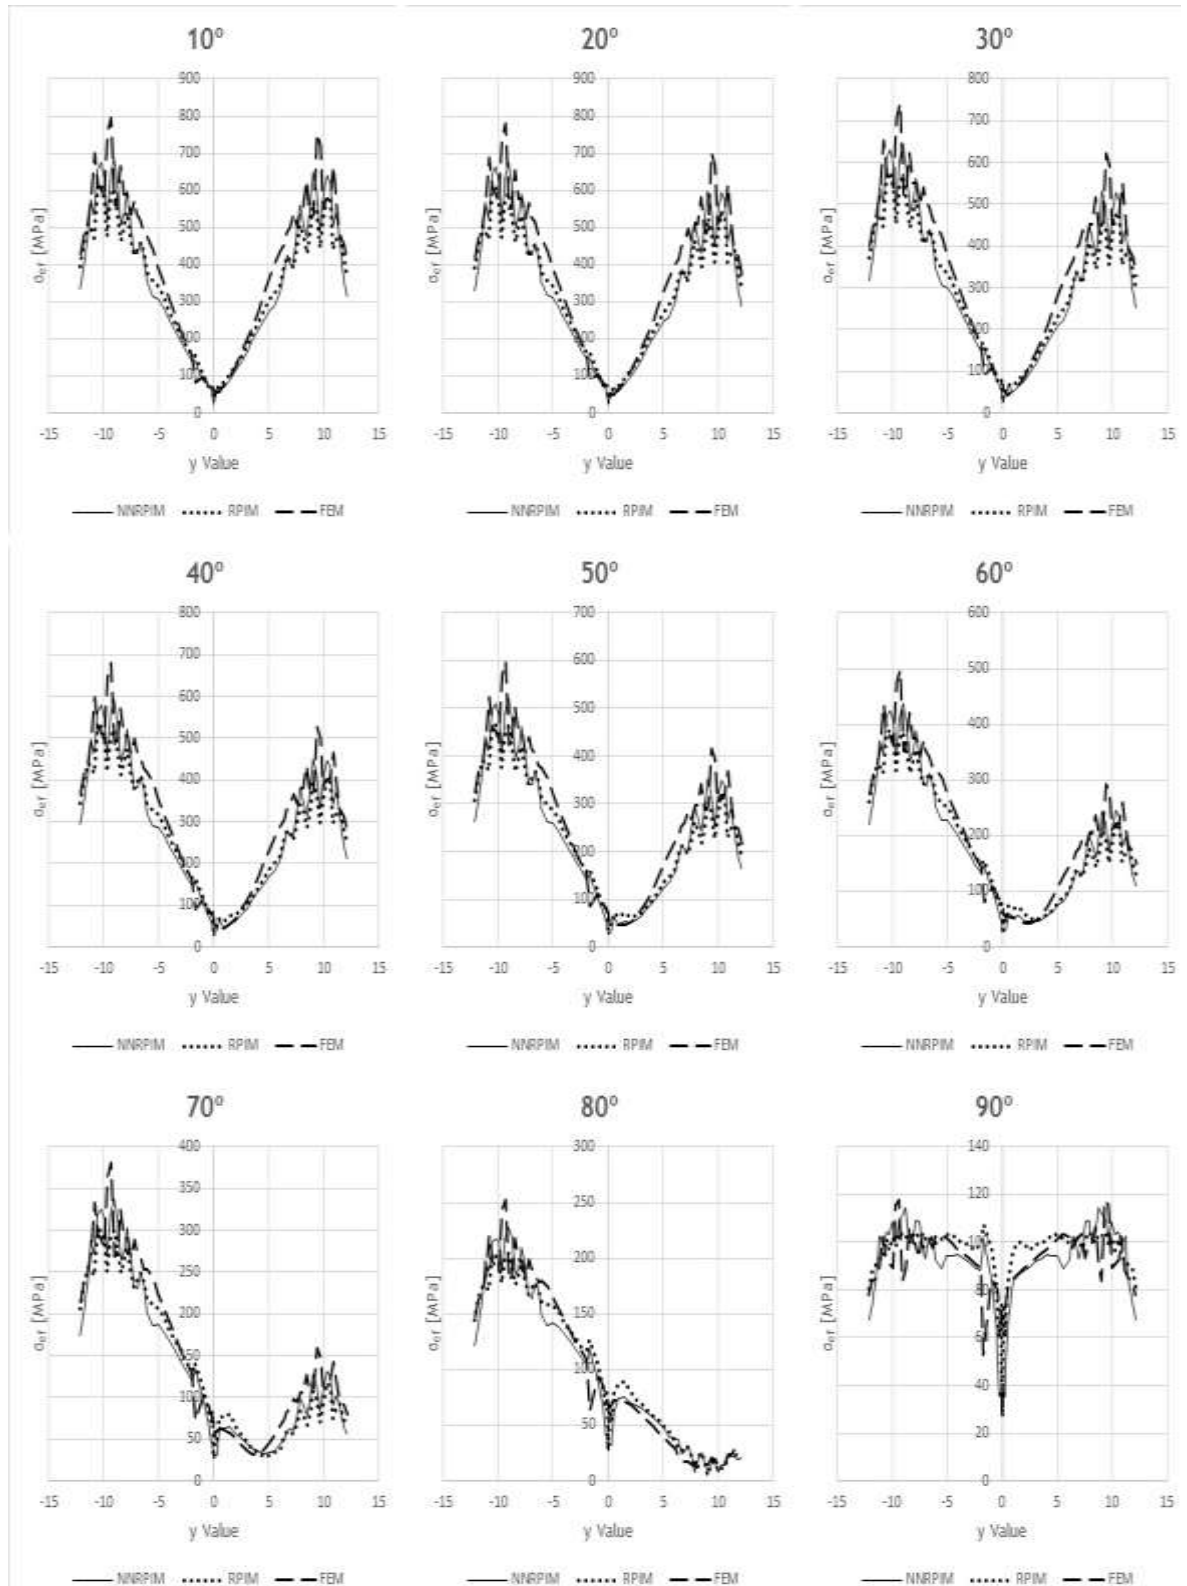 10º
20º
30º
900
800
700
600
500
400
300
200
100
0
σef [MPa]
-15 -10 -5 0 5 10 15
y Value
NNRPIM RPIM FEM
900
800
700
600
500
400
300
200
100
0
σef [MPa]
-15 -10 -5 0 5 10 15
y Value
NNRPIM RPIM FEM
800
700
600
500
400
300
200
100
0
σef [MPa]
-15 -10 -5 0 5 10 15
y Value
NNRPIM RPIM FEM
40º
50º
60º
800
700
600
500
400
300
200
100
0
σef [MPa]
-15 -10 -5 0 5 10 15
y Value
NNRPIM RPIM FEM
700
600
500
400
300
200
100
0
σef [MPa]
-15 -10 -5 0 5 10 15
y Value
NNRPIM RPIM FEM
600
500
400
300
200
100
0
σef [MPa]
-15 -10 -5 0 5 10 15
y Value
NNRPIM RPIM FEM
70º
80º
90º
400
350
300
250
200
150
100
50
0
σef [MPa]
-15 -10 -5 0 5 10 15
y Value
NNRPIM RPIM FEM
300
250
200
150
100
50
0
σef [MPa]
-15 -10 -5 0 5 10 15
y Value
NNRPIM RPIM FEM
140
120
100
80
60
40
20
0
σef [MPa]
-15 -10 -5 0 5 10 15
y Value
NNRPIM RPIM FEM